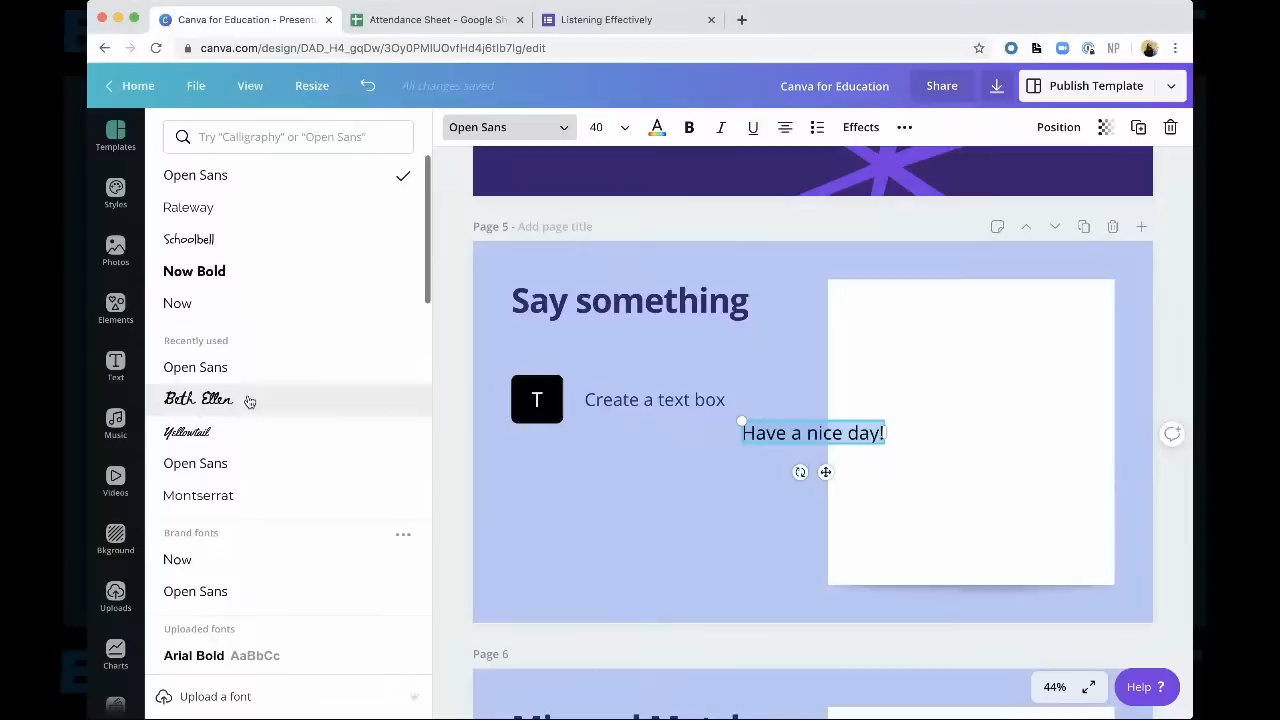 Canva for Education - Present
Attendance Sheet - Google Sh
Listening Effectively
canva.com/design/DAD_H4_gqDw/3Oy0PMlUOvfHd4j6tIb7Ig/edit
NP
Home
File
View
Resize
All changes saved
Canva for Education
Share
Publish Template
Templates
Styles
Photos
Elements
Text
Music
Videos
Bkground
Uploads
Charts
Try "Calligraphy" or "Open Sans"
Open Sans
Raleway
Schoolbell
Now Bold
Now
Recently used
Open Sans
Beth Ellen
Yellowtail
Open Sans
Montserrat
Brand fonts
Now
Open Sans
Uploaded fonts
Arial Bold AaBbCc
Upload a font
Open Sans
40
A
B
I
U
Effects
Position
Page 5 - Add page title
Say something
T
Create a text box
Have a nice day!
Page 6
44%
Help ?